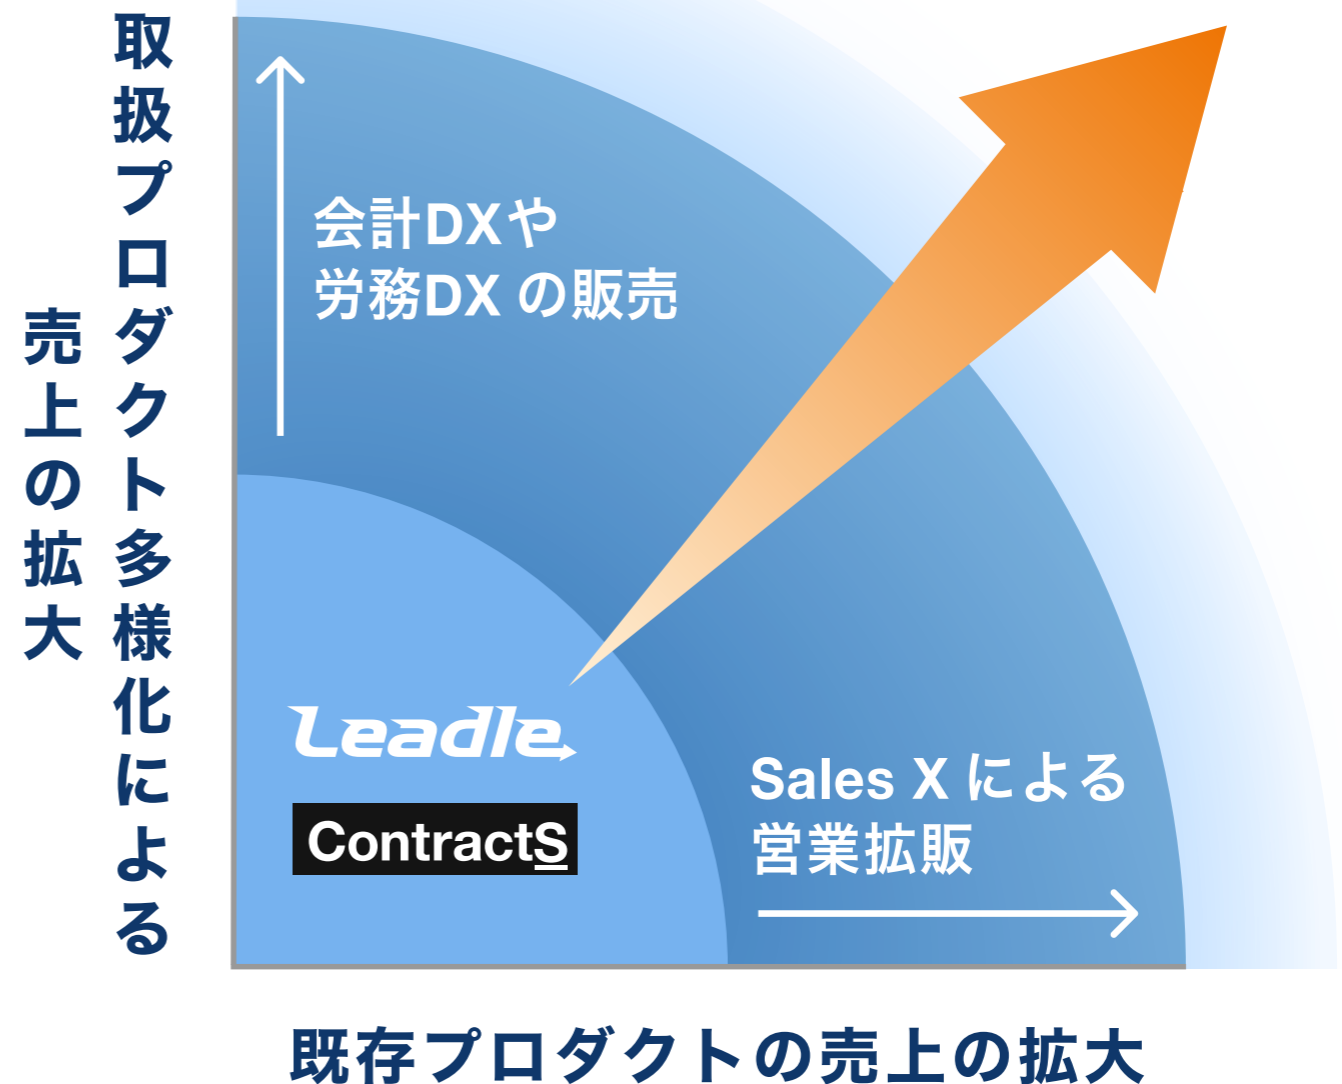 取扱プロダクト多様化による
売上の拡大
会計DXや
労務DX の販売
Leadle
ContractS
Sales X による
営業拡販
既存プロダクトの売上の拡大